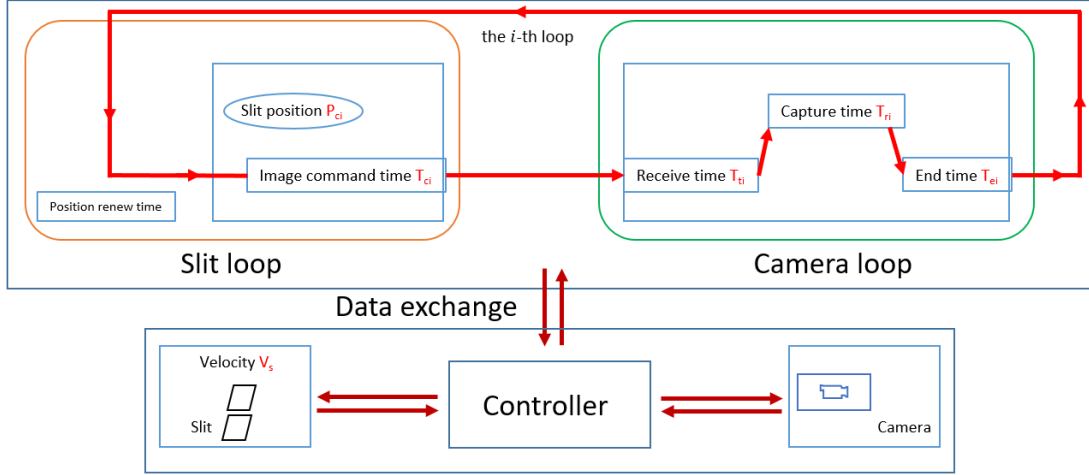 the i-th loop
Slit position Pci
Capture time Tri
Image command time Tci
Receive time Tti
End time Tei
Position renew time
Slit loop
Camera loop
Data exchange
Velocity Vs
Slit
Controller
Camera